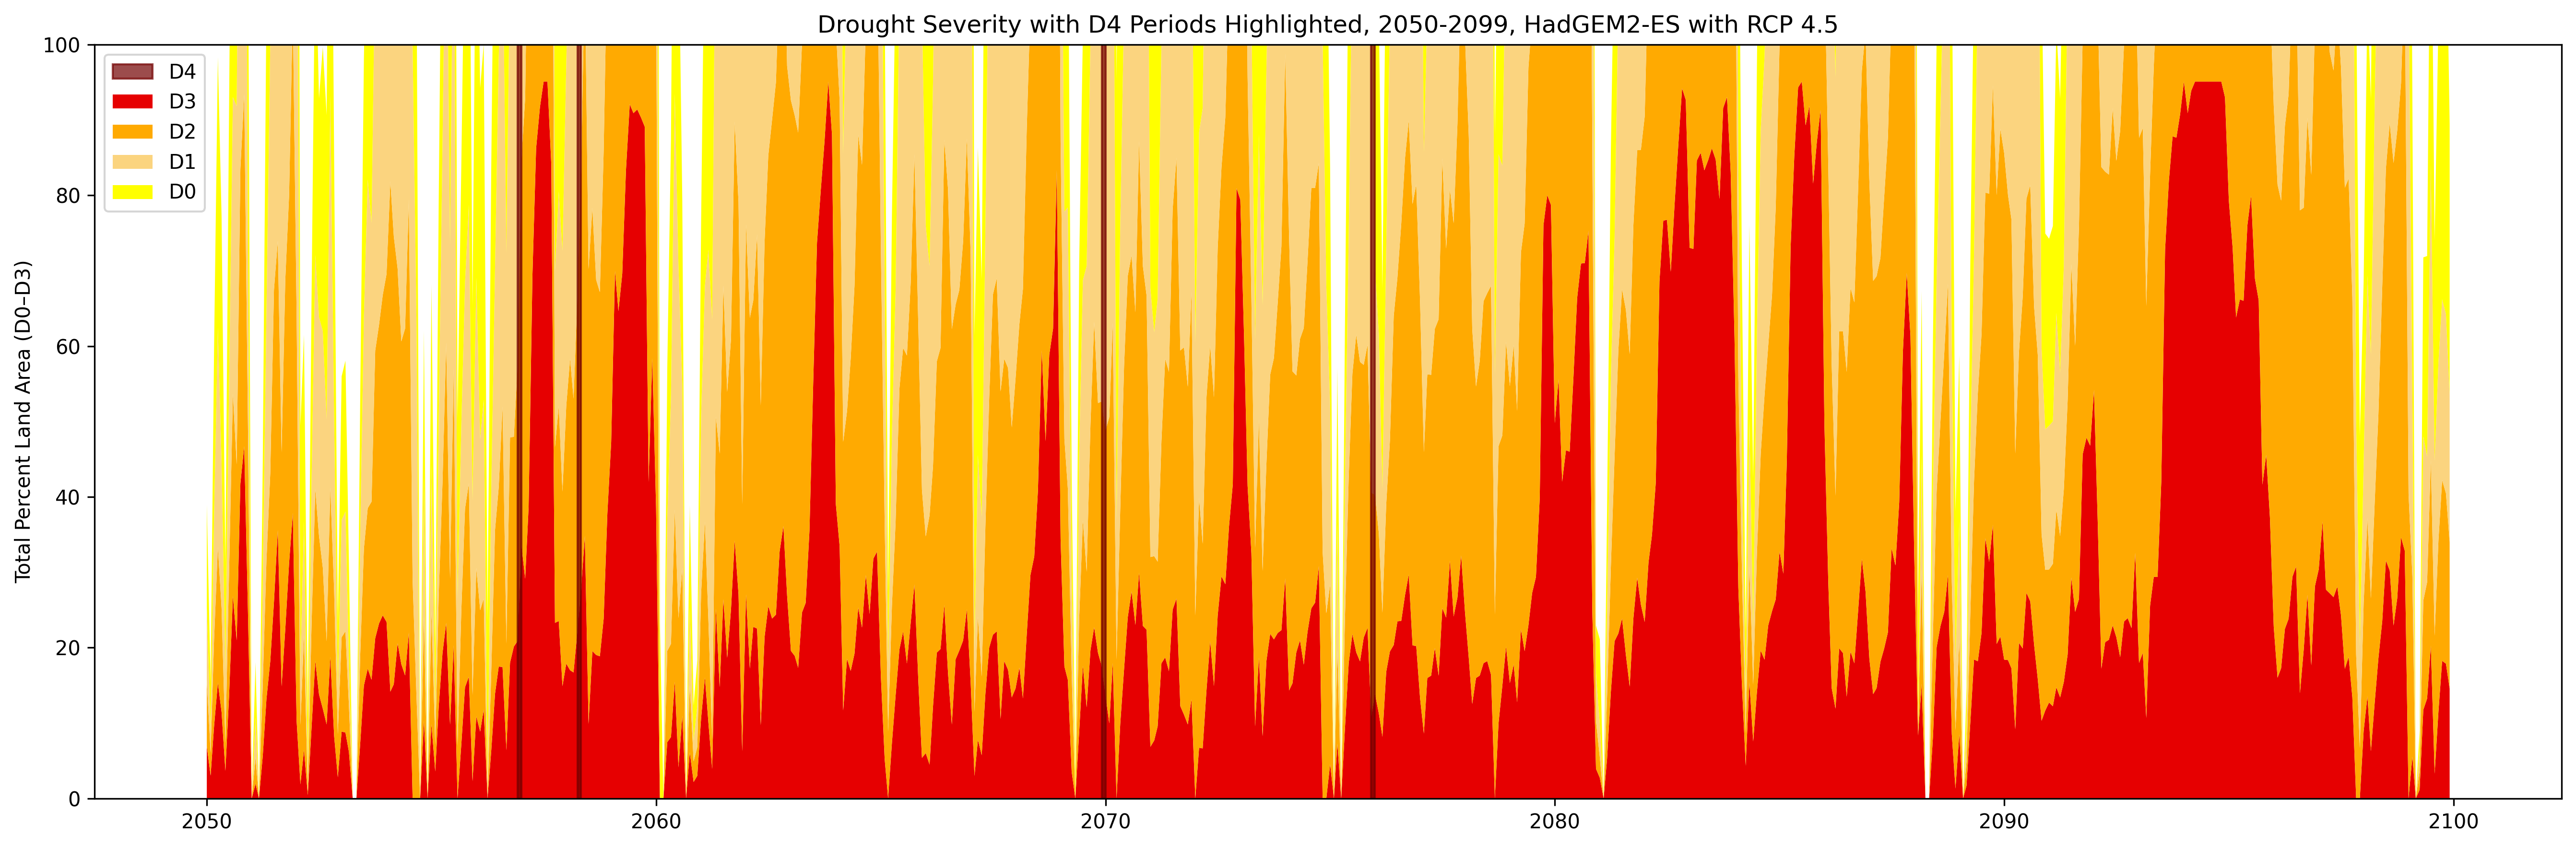 Drought Severity with D4 Periods Highlighted, 2050-2099, HadGEM2-ES with RCP 4.5
Total Percent Land Area (D0–D3)
100
80
60
40
20
0
D4
D3
D2
D1
D0
2050
2060
2070
2080
2090
2100